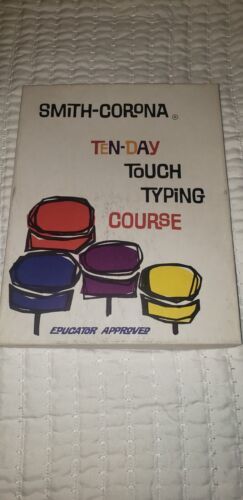 SMiTH-CORONA ®
TEN-DAY
TOUCH
TYPiNG
COURSE
EDUCATOR APPROVED